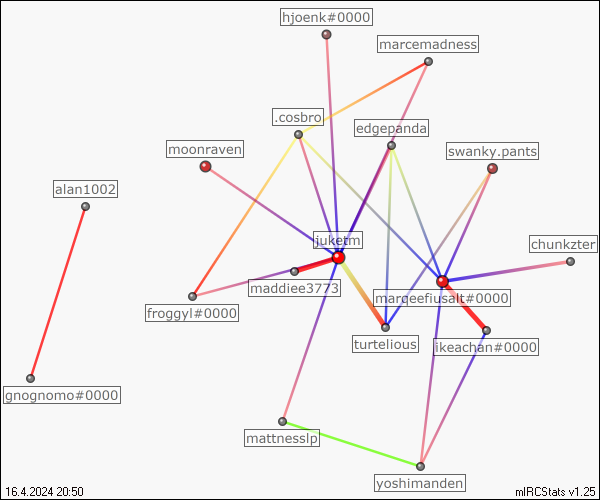 hjoenk#0000
marcemadness
.cosbro
edgepanda
moonraven
swanky.pants
alan1002
juketm
chunkzter
maddiee3773
marqeefiusalt#0000
froggyl#0000
turtelious
ikeachan#0000
gnognomo#0000
mattnesslp
yoshimanden
16.4.2024 20:50
mIRCStats v1.25